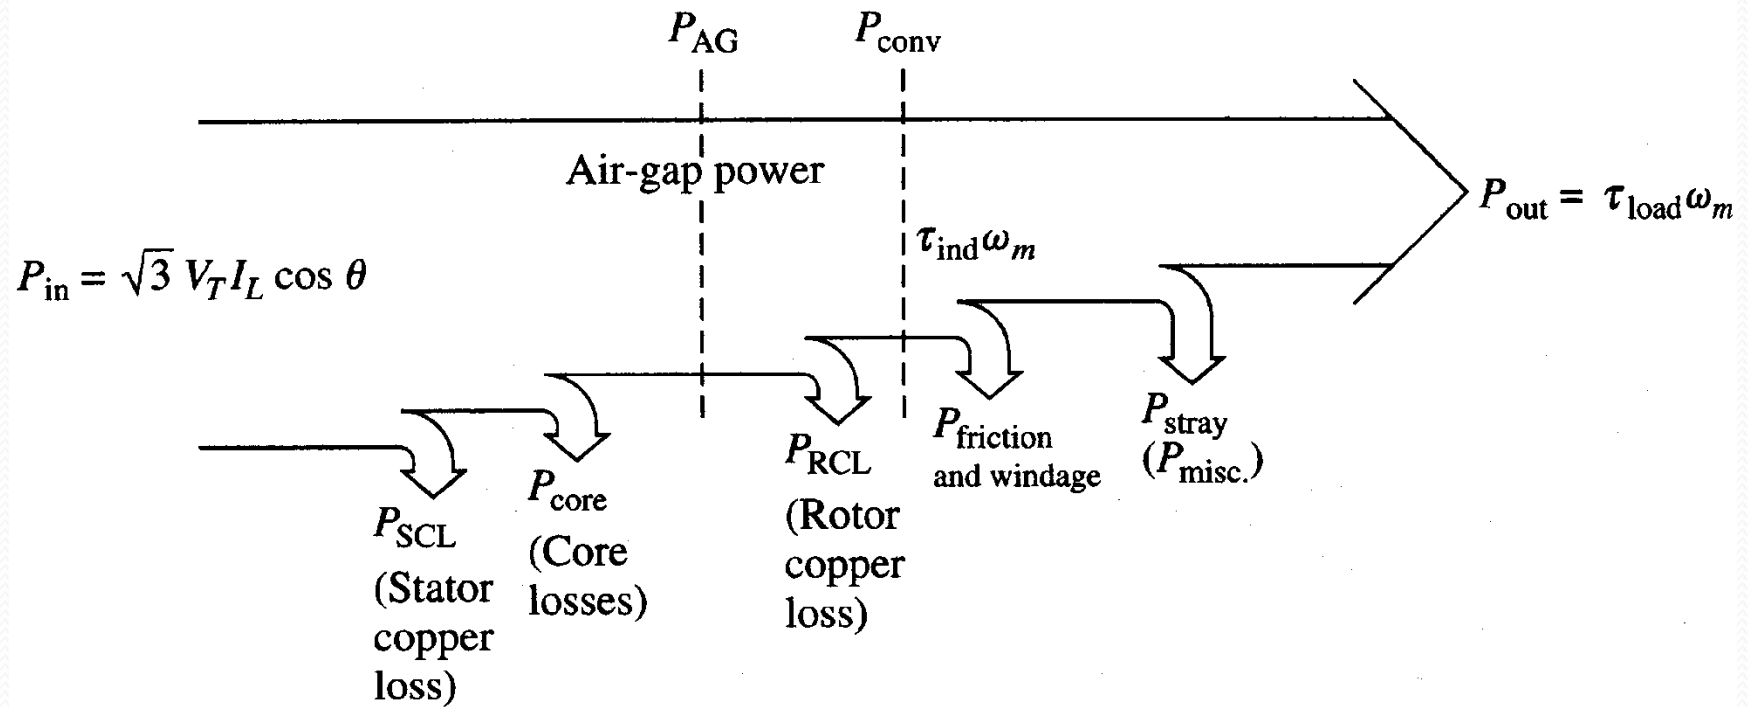 P_AG
P_conv
Air-gap power
P_out = τ_load ω_m
τ_ind ω_m
P_in = √3 V_T I_L cos θ
P_SCL
(Stator
copper
loss)
P_core
(Core
losses)
P_RCL
(Rotor
copper
loss)
P_friction
and windage
P_stray
(P_misc.)